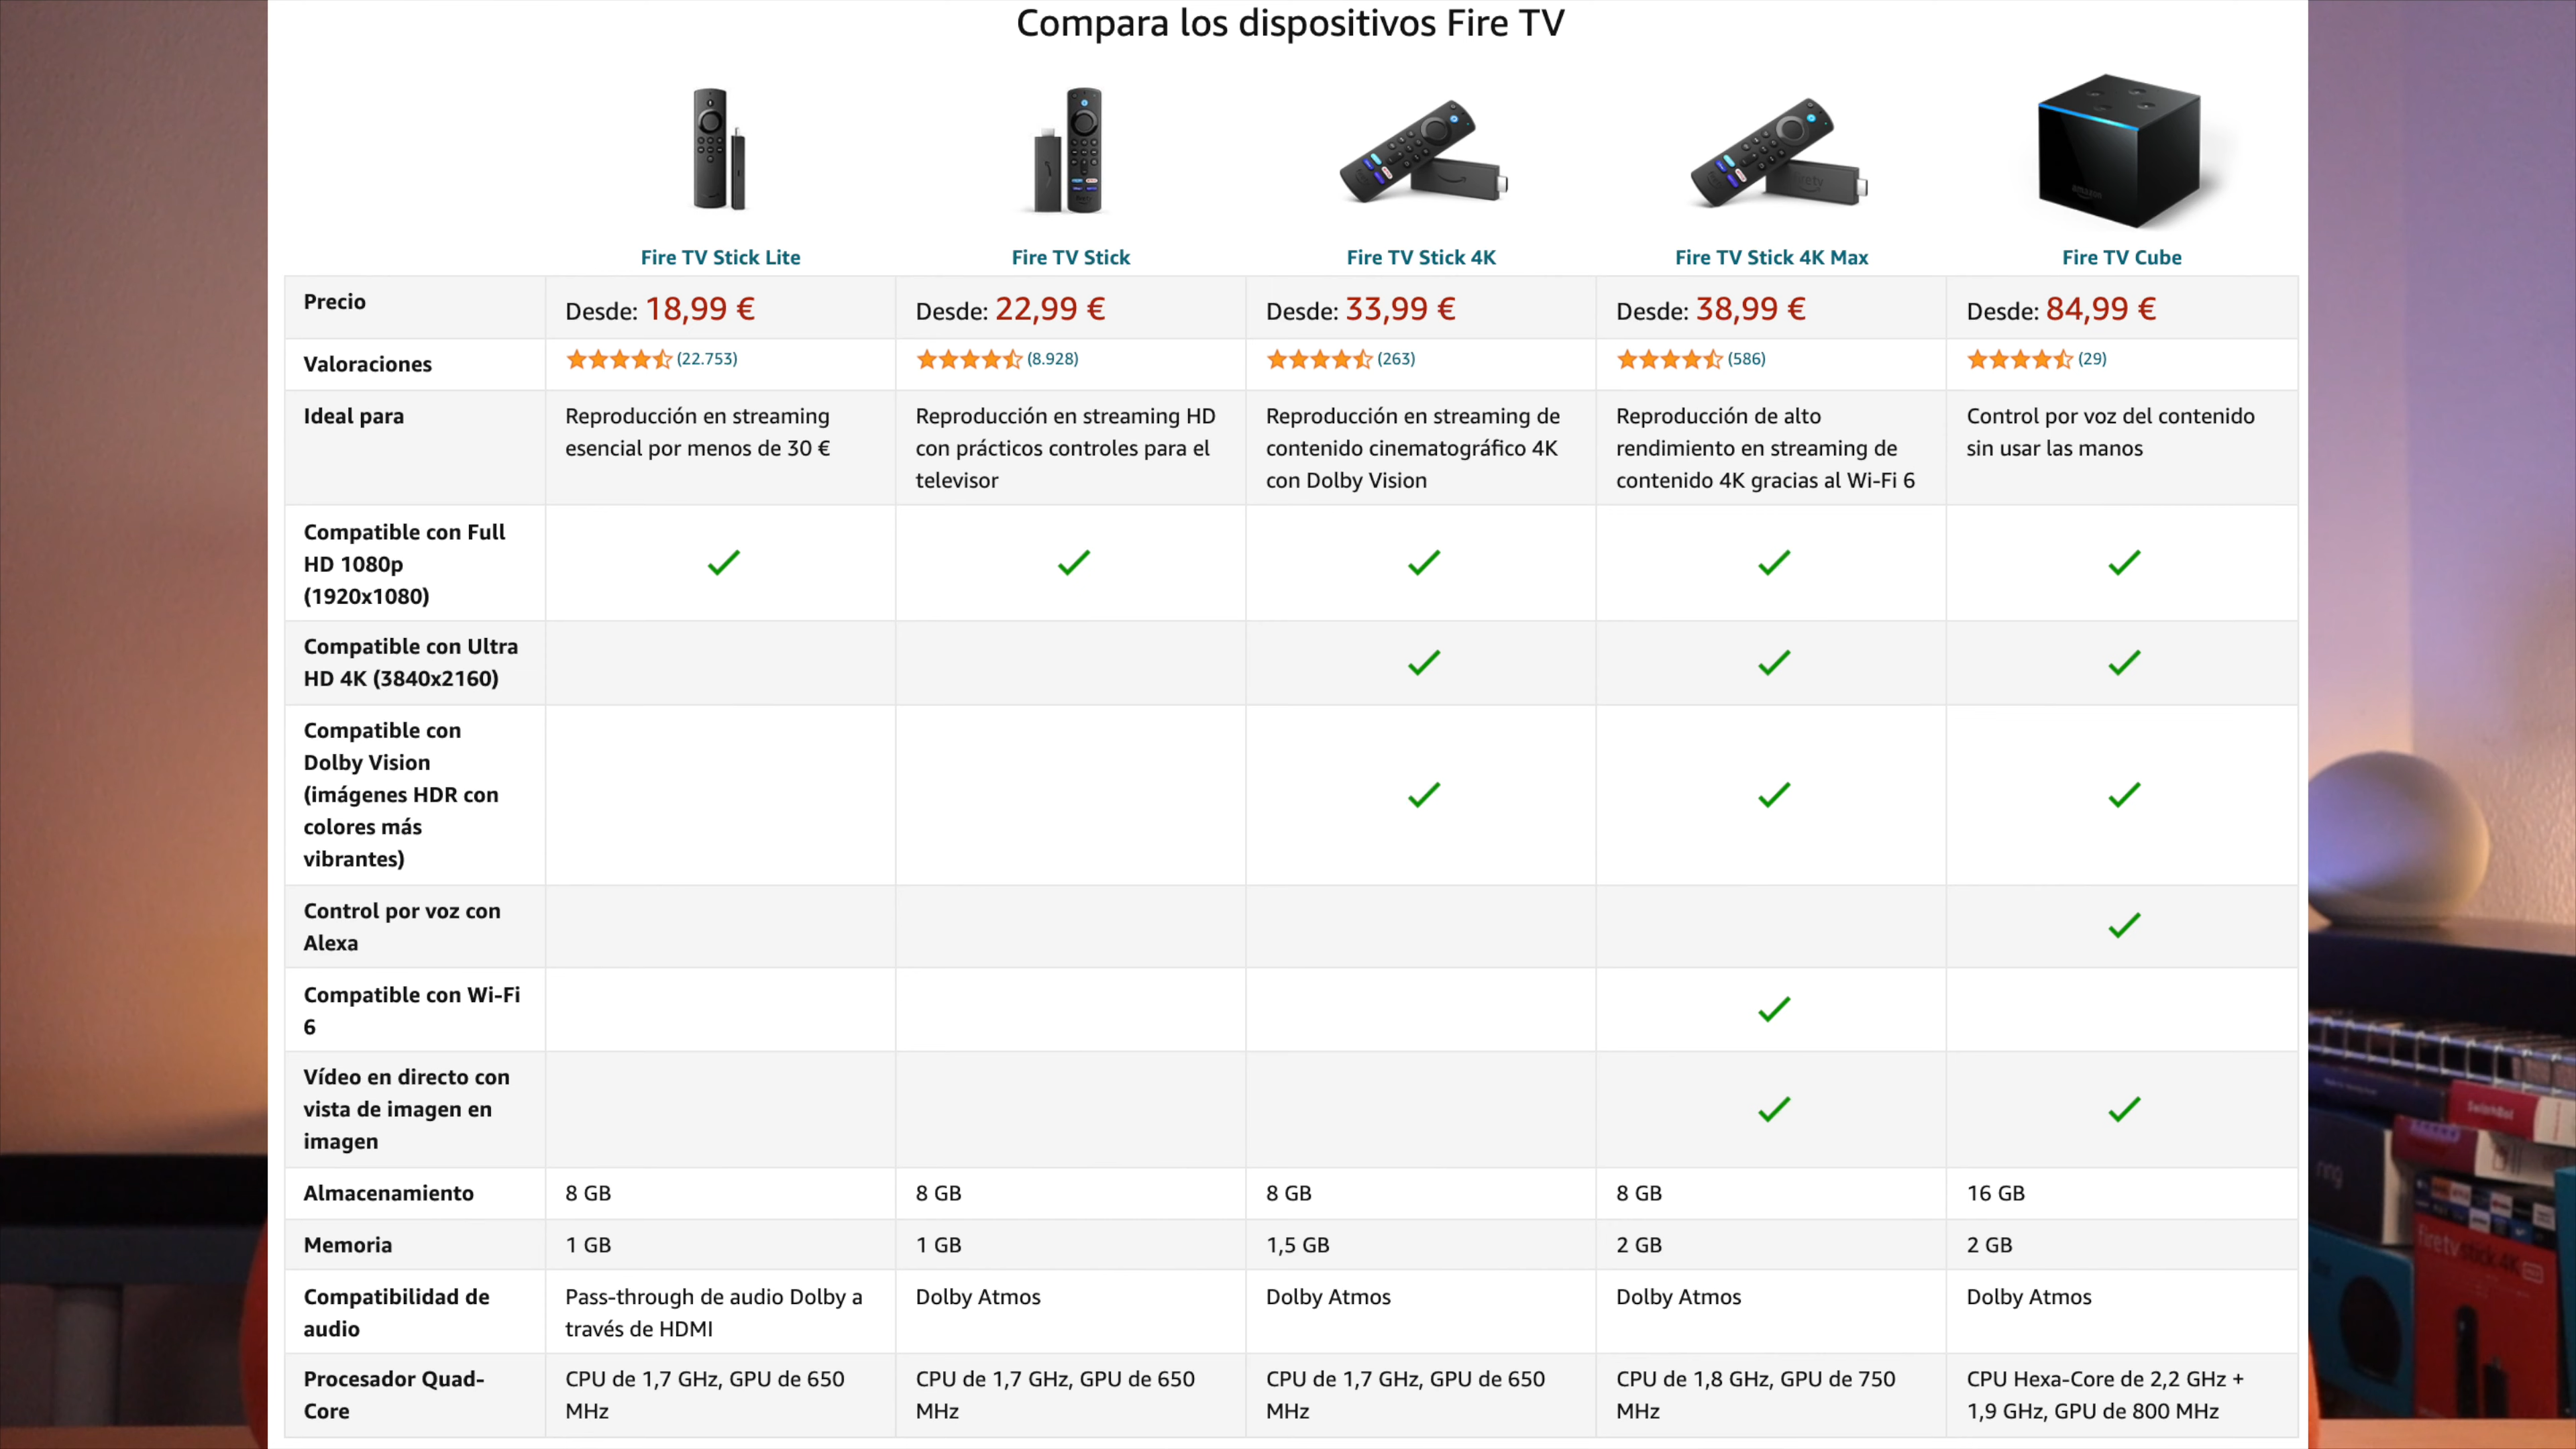 Compara los dispositivos Fire TV
Fire TV Stick Lite
Fire TV Stick
Fire TV Stick 4K
Fire TV Stick 4K Max
Fire TV Cube
Precio
Desde: 18,99 €
Desde: 22,99 €
Desde: 33,99 €
Desde: 38,99 €
Desde: 84,99 €
Valoraciones
(22.753)
(8.928)
(263)
(586)
(29)
Ideal para
Reproducción en streaming
esencial por menos de 30 €
Reproducción en streaming HD
con prácticos controles para el
televisor
Reproducción en streaming de
contenido cinematográfico 4K
con Dolby Vision
Reproducción de alto
rendimiento en streaming de
contenido 4K gracias al Wi-Fi 6
Control por voz del contenido
sin usar las manos
Compatible con Full
HD 1080p
(1920x1080)
Compatible con Ultra
HD 4K (3840x2160)
Compatible con
Dolby Vision
(imágenes HDR con
colores más
vibrantes)
Control por voz con
Alexa
Compatible con Wi-Fi
6
Vídeo en directo con
vista de imagen en
imagen
Almacenamiento
8 GB
8 GB
8 GB
8 GB
16 GB
Memoria
1 GB
1 GB
1,5 GB
2 GB
2 GB
Compatibilidad de
audio
Pass-through de audio Dolby a
través de HDMI
Dolby Atmos
Dolby Atmos
Dolby Atmos
Dolby Atmos
Procesador Quad-
Core
CPU de 1,7 GHz, GPU de 650
MHz
CPU de 1,7 GHz, GPU de 650
MHz
CPU de 1,7 GHz, GPU de 650
MHz
CPU de 1,8 GHz, GPU de 750
MHz
CPU Hexa-Core de 2,2 GHz +
1,9 GHz, GPU de 800 MHz
SwitchBot
ring
firetv stick 4K